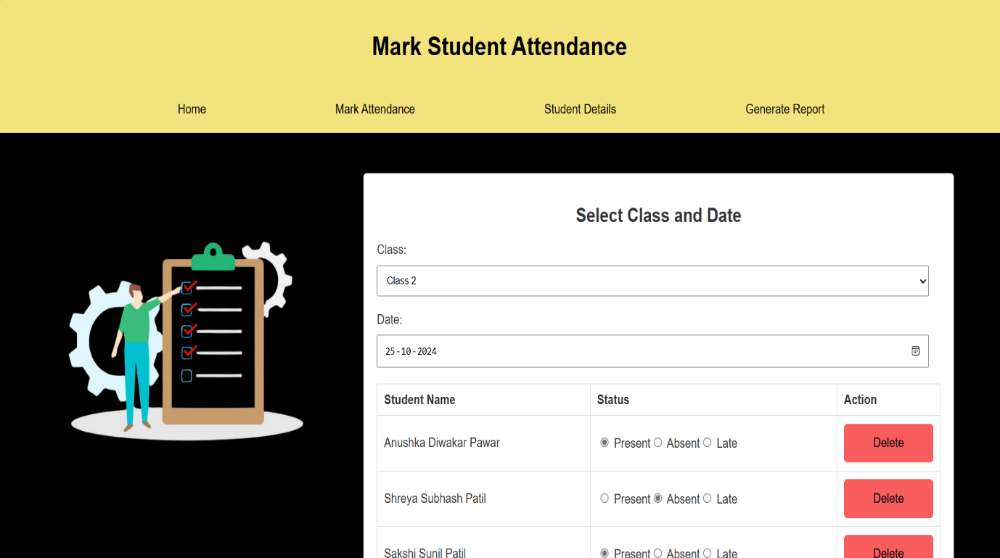 Mark Student Attendance
Home Mark Attendance Student Details Generate Report
Select Class and Date
Class:
Class 2
Date:
25-10-2024
Student Name Status Action
Anushka Diwakar Pawar Present Absent Late Delete
Shreya Subhash Patil Present Absent Late Delete
Sakshi Sunil Patil Present Absent Late Delete